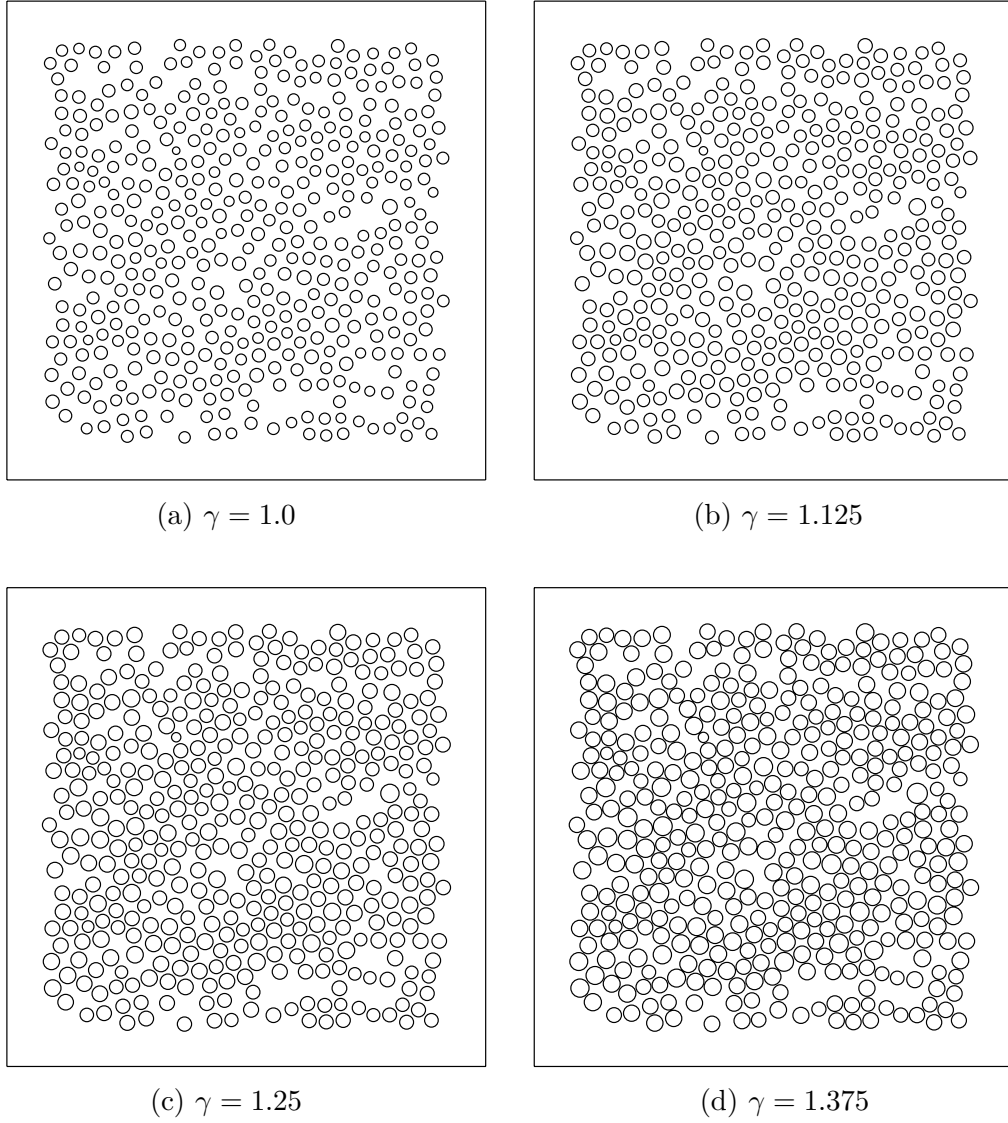 (a) γ = 1.0
(b) γ = 1.125
(c) γ = 1.25
(d) γ = 1.375